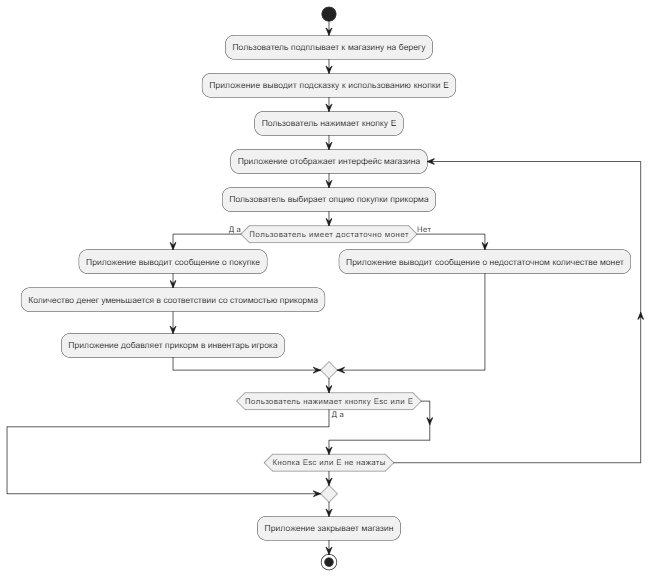 Пользователь подплывает к магазину на берегу
Приложение выводит подсказку к использованию кнопки E
Пользователь нажимает кнопку E
Приложение отображает интерфейс магазина
Пользователь выбирает опцию покупки прикорма
Да
Пользователь имеет достаточно монет
Нет
Приложение выводит сообщение о покупке
Приложение выводит сообщение о недостаточном количестве монет
Количество денег уменьшается в соответствии со стоимостью прикорма
Приложение добавляет прикорм в инвентарь игрока
Пользователь нажимает кнопку Esc или E
Да
Кнопка Esc или E не нажаты
Приложение закрывает магазин